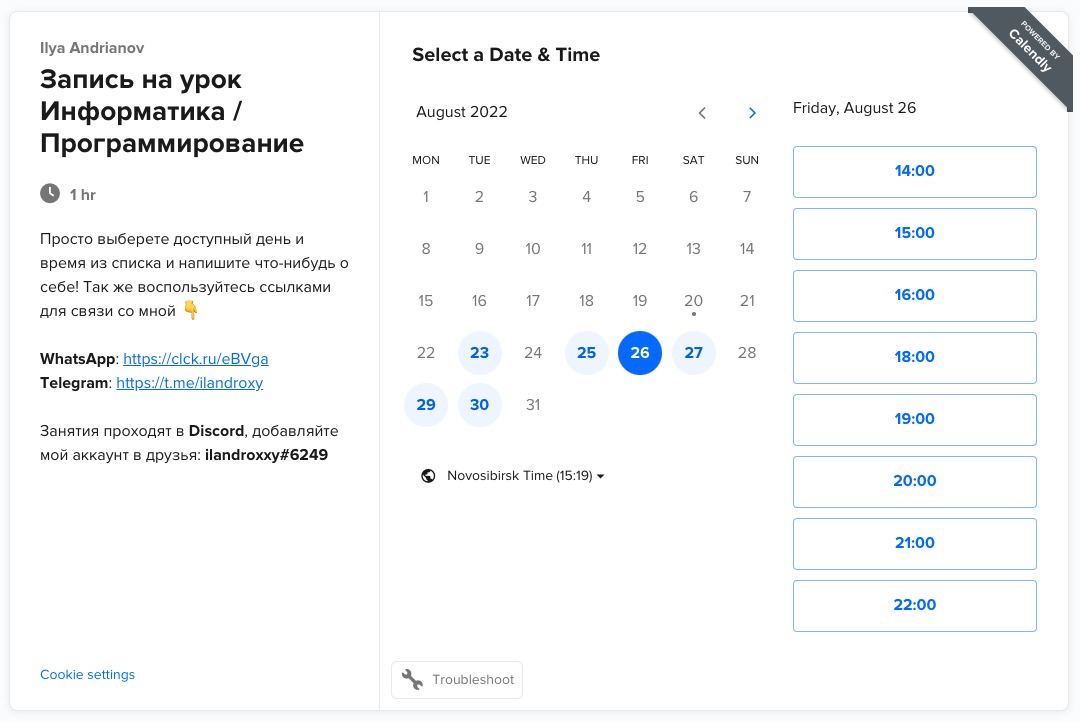 Ilya Andrianov
Запись на урок
Информатика /
Программирование
1 hr
Просто выберете доступный день и
время из списка и напишите что-нибудь о
себе! Так же воспользуйтесь ссылками
для связи со мной 👇
WhatsApp: https://clck.ru/eBVga
Telegram: https://t.me/ilandroxy
Занятия проходят в Discord, добавляйте
мой аккаунт в друзья: ilandroxxy#6249
Cookie settings
Select a Date & Time
August 2022
MON TUE WED THU FRI SAT SUN
1 2 3 4 5 6 7
8 9 10 11 12 13 14
15 16 17 18 19 20 21
22 23 24 25 26 27 28
29 30 31
Novosibirsk Time (15:19)
Troubleshoot
Friday, August 26
14:00
15:00
16:00
18:00
19:00
20:00
21:00
22:00
POWERED BY
Calendly